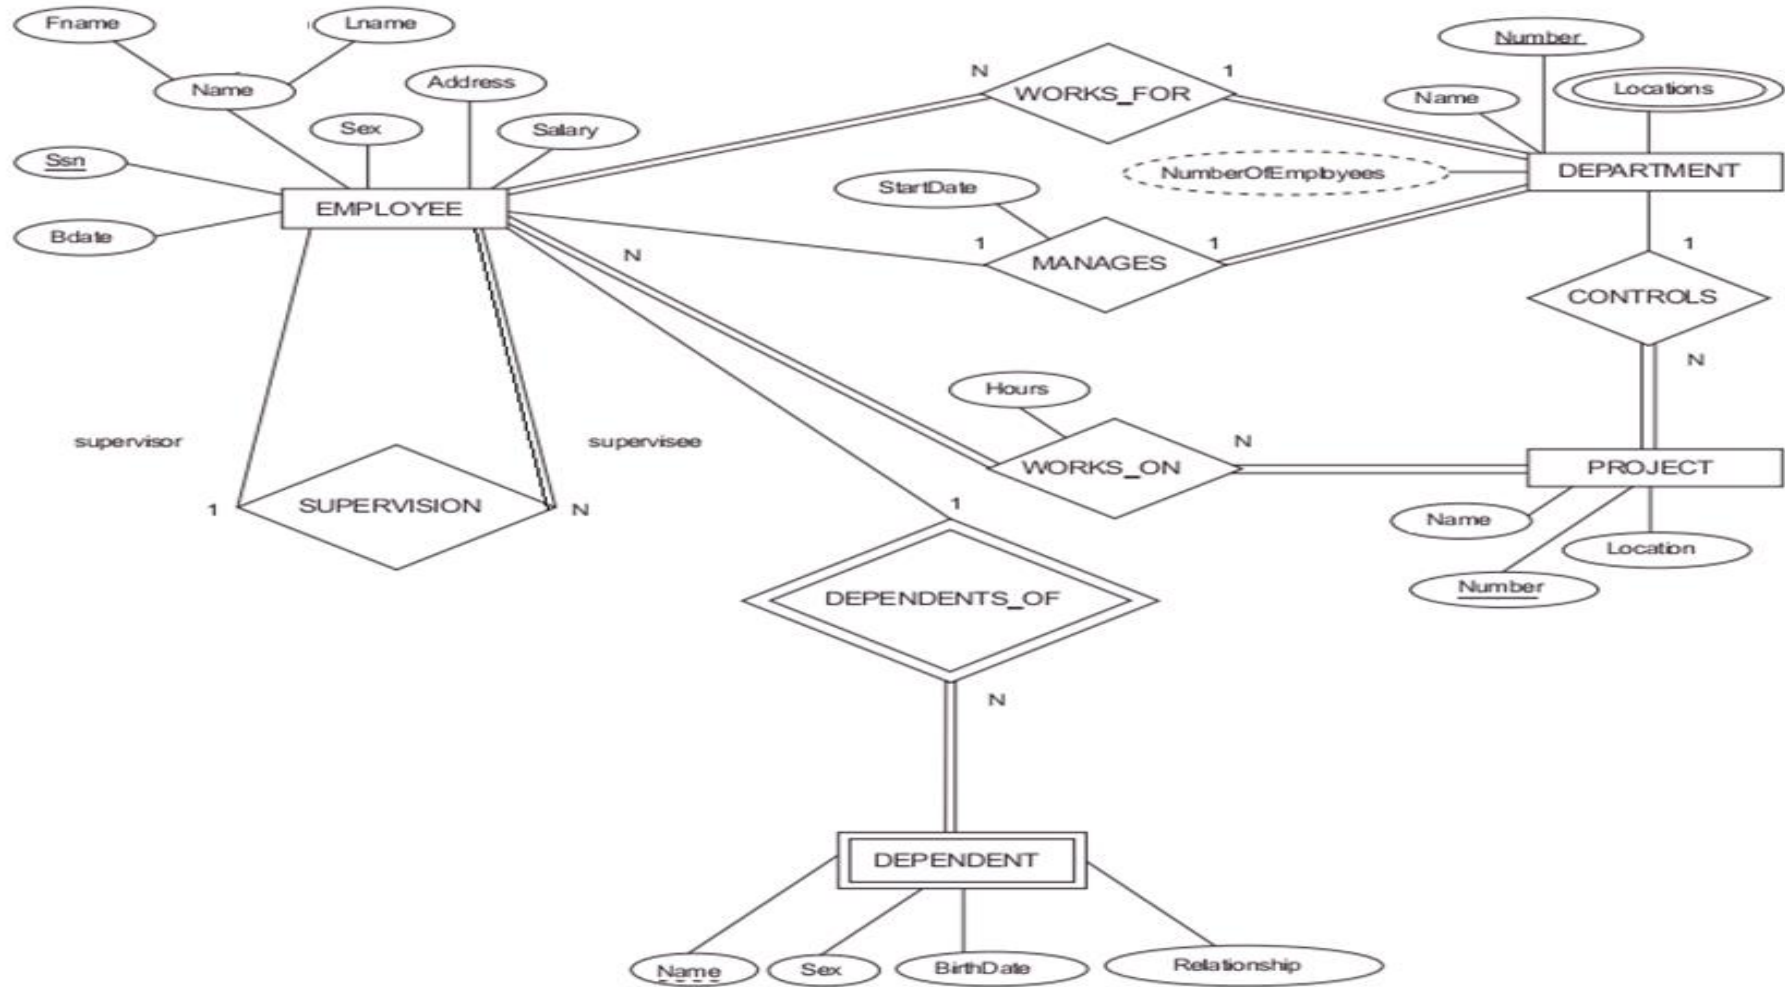 Fname
Lname
Name
Address
Sex
Salary
Ssn
Bdate
EMPLOYEE
N
WORKS_FOR
1
Number
Name
Locations
NumberOfEmployees
DEPARTMENT
StartDate
1
MANAGES
1
1
CONTROLS
N
N
Hours
WORKS_ON
N
PROJECT
Name
Location
Number
supervisor
supervisee
1
SUPERVISION
N
1
DEPENDENTS_OF
N
DEPENDENT
Name
Sex
BirthDate
Relationship